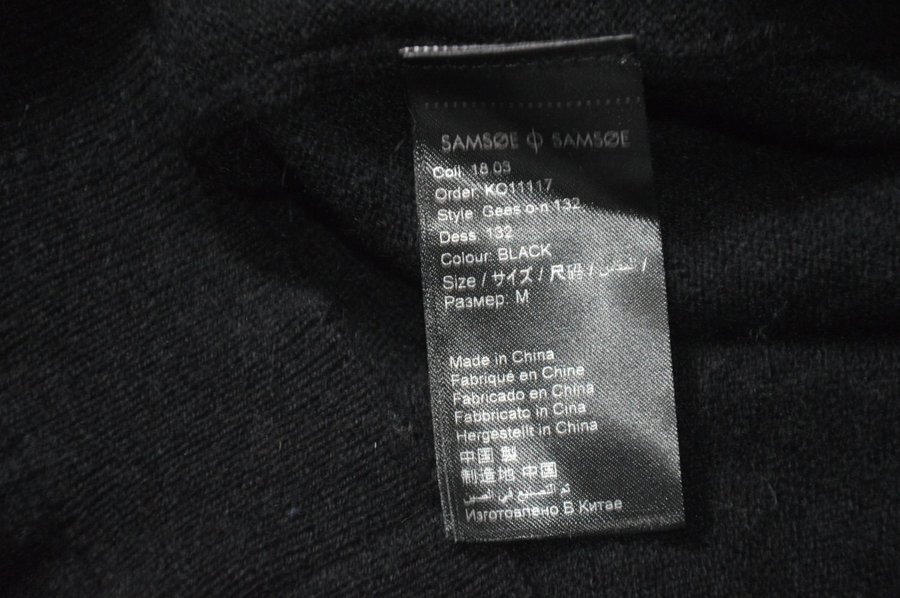 SAMSØE Φ SAMSØE
Coll 18 03
Order KO11117
Style Gees o-n 132
Dess 132
Colour: BLACK
Size / サイズ / 尺码 / المقاس /
Размер: M
Made in China
Fabriqué en Chine
Fabricado en China
Fabbricato in Cina
Hergestellt in China
中国 製
制造地 中国
تم التصنيع في الصين
Изготовлено В Китае